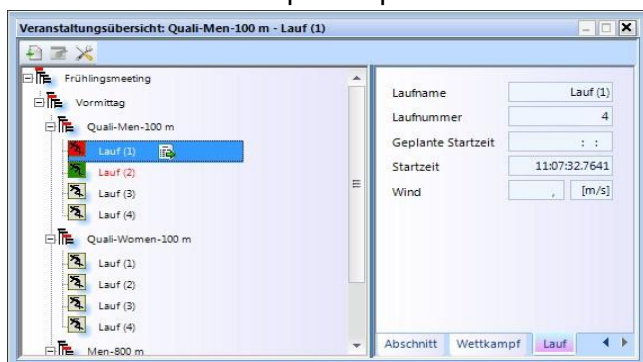 Veranstaltungsübersicht: Quali-Men-100 m - Lauf (1)
Frühlingsmeeting
Vormittag
Quali-Men-100 m
Lauf (1)
Lauf (2)
Lauf (3)
Lauf (4)
Quali-Women-100 m
Lauf (1)
Lauf (2)
Lauf (3)
Lauf (4)
Men-800 m
Laufname Lauf (1)
Laufnummer 4
Geplante Startzeit : :
Startzeit 11:07:32.7641
Wind , [m/s]
Abschnitt Wettkampf Lauf